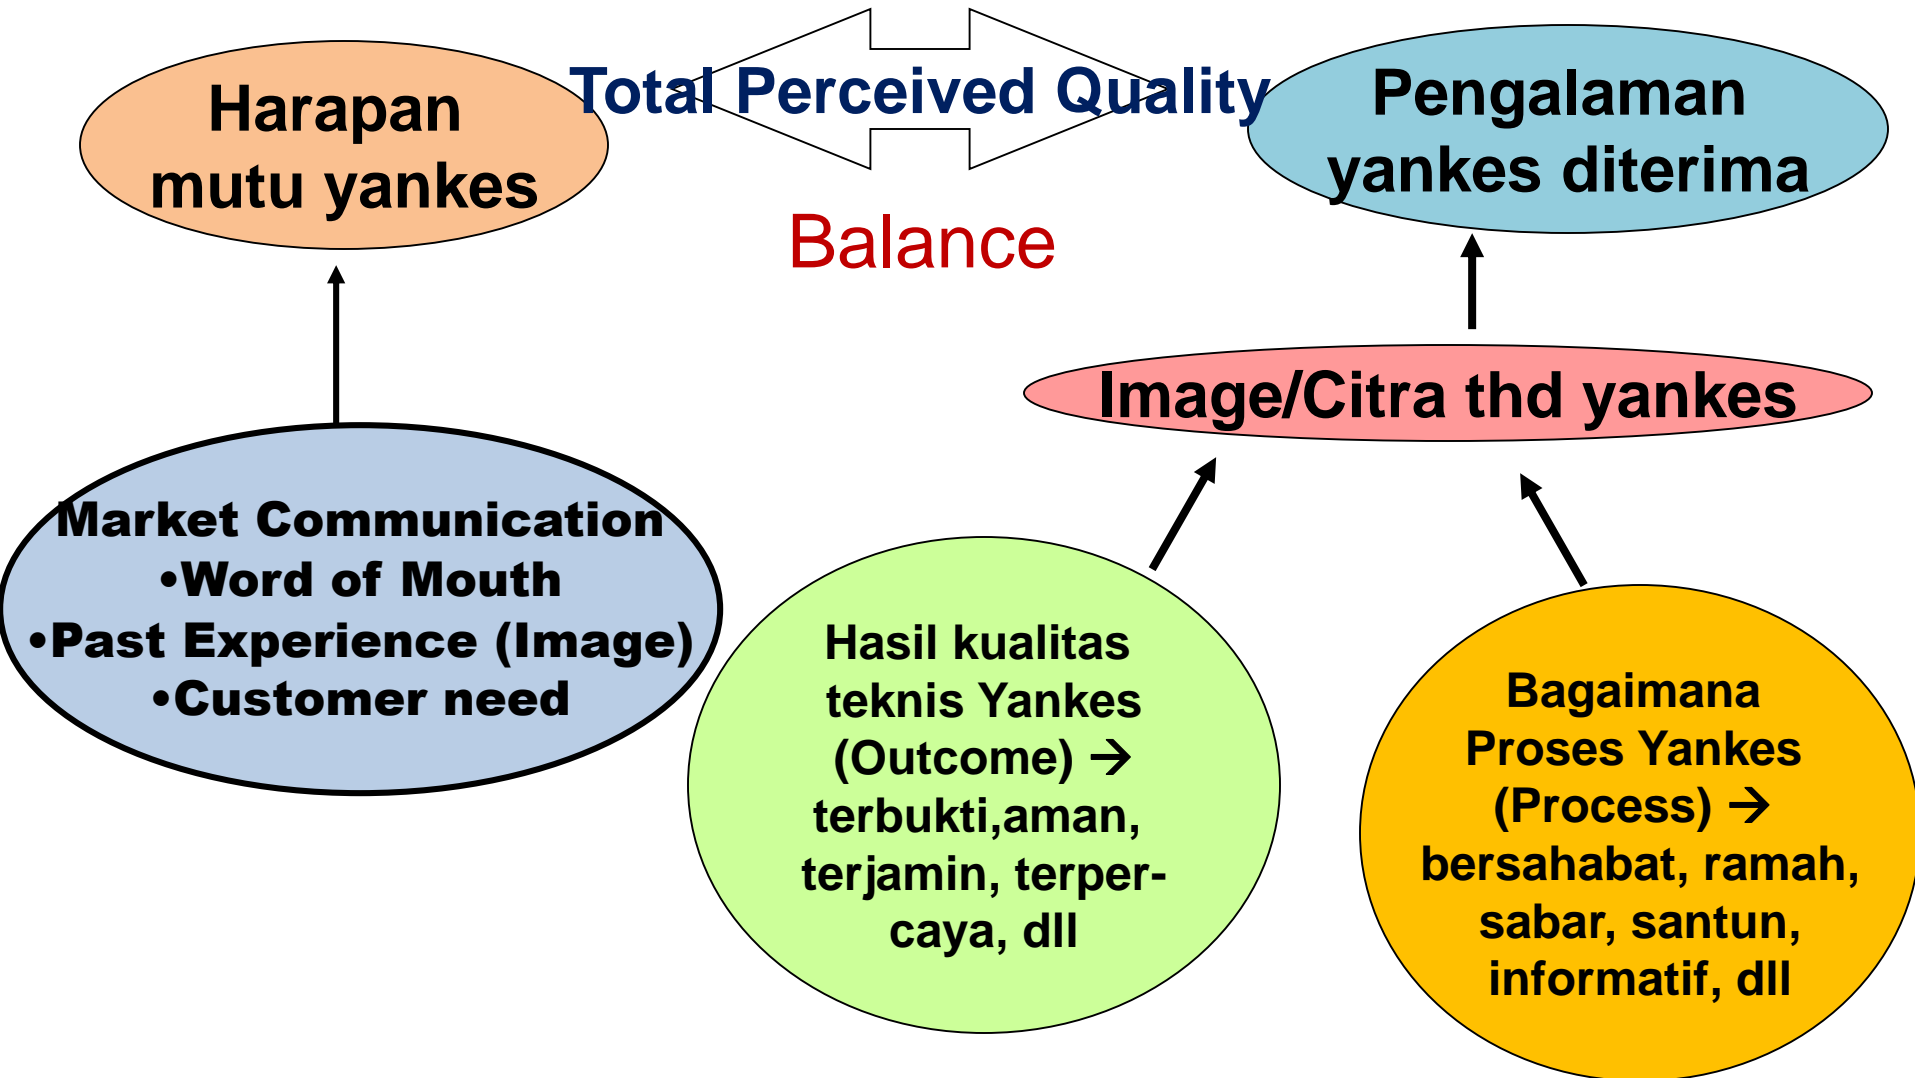 Harapan
mutu yankes
Total Perceived Quality
Balance
Pengalaman
yankes diterima
Image/Citra thd yankes
Market Communication
•Word of Mouth
•Past Experience (Image)
•Customer need
Hasil kualitas
teknis Yankes
(Outcome) →
terbukti,aman,
terjamin, terper-
caya, dll
Bagaimana
Proses Yankes
(Process) →
bersahabat, ramah,
sabar, santun,
informatif, dll